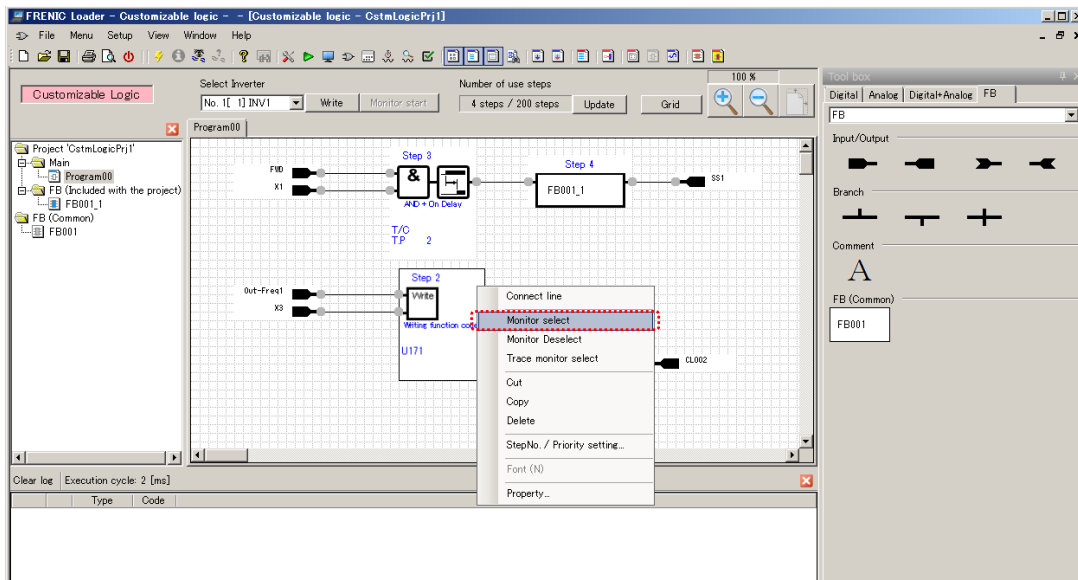 FRENIC Loader - Customizable logic - - [Customizable logic - CstmLogicPrj1]
File Menu Setup View Window Help
Customizable Logic
Select Inverter
No. 1[ 1] INV1
Write
Monitor start
Number of use steps
4 steps / 200 steps
Update
Grid
100 %
Program00
Project 'CstmLogicPrj1'
Main
Program00
FB (Included with the project)
FB001_1
FB (Common)
FB001
Step 3
FWD
X1
&
AND + On Delay
T/C
T.P 2
Step 4
FB001_1
SS1
Step 2
Out-Freq1
X3
Write
Writing function code
U171
CLO02
Connect line
Monitor select
Monitor Deselect
Trace monitor select
Cut
Copy
Delete
StepNo. / Priority setting...
Font (N)
Property...
Tool box
Digital Analog Digital+Analog FB
FB
Input/Output
Branch
Comment
A
FB (Common)
FB001
Clear log Execution cycle: 2 [ms]
Type Code